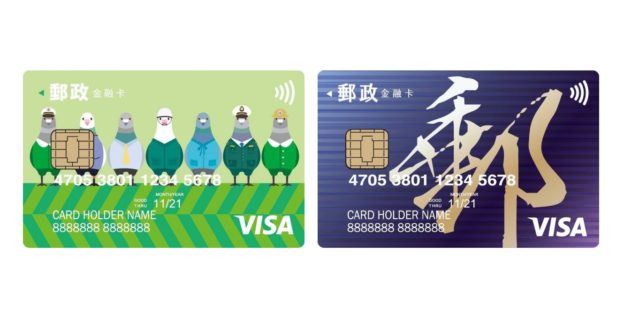 郵政金融卡
4705 3801 1234 5678
MONTH/YEAR
GOOD THRU 11/21
CARD HOLDER NAME
8888888 8888888
VISA
郵政金融卡
郵
4705 3801 1234 5678
MONTH/YEAR
GOOD THRU 11/21
CARD HOLDER NAME
8888888 8888888
VISA